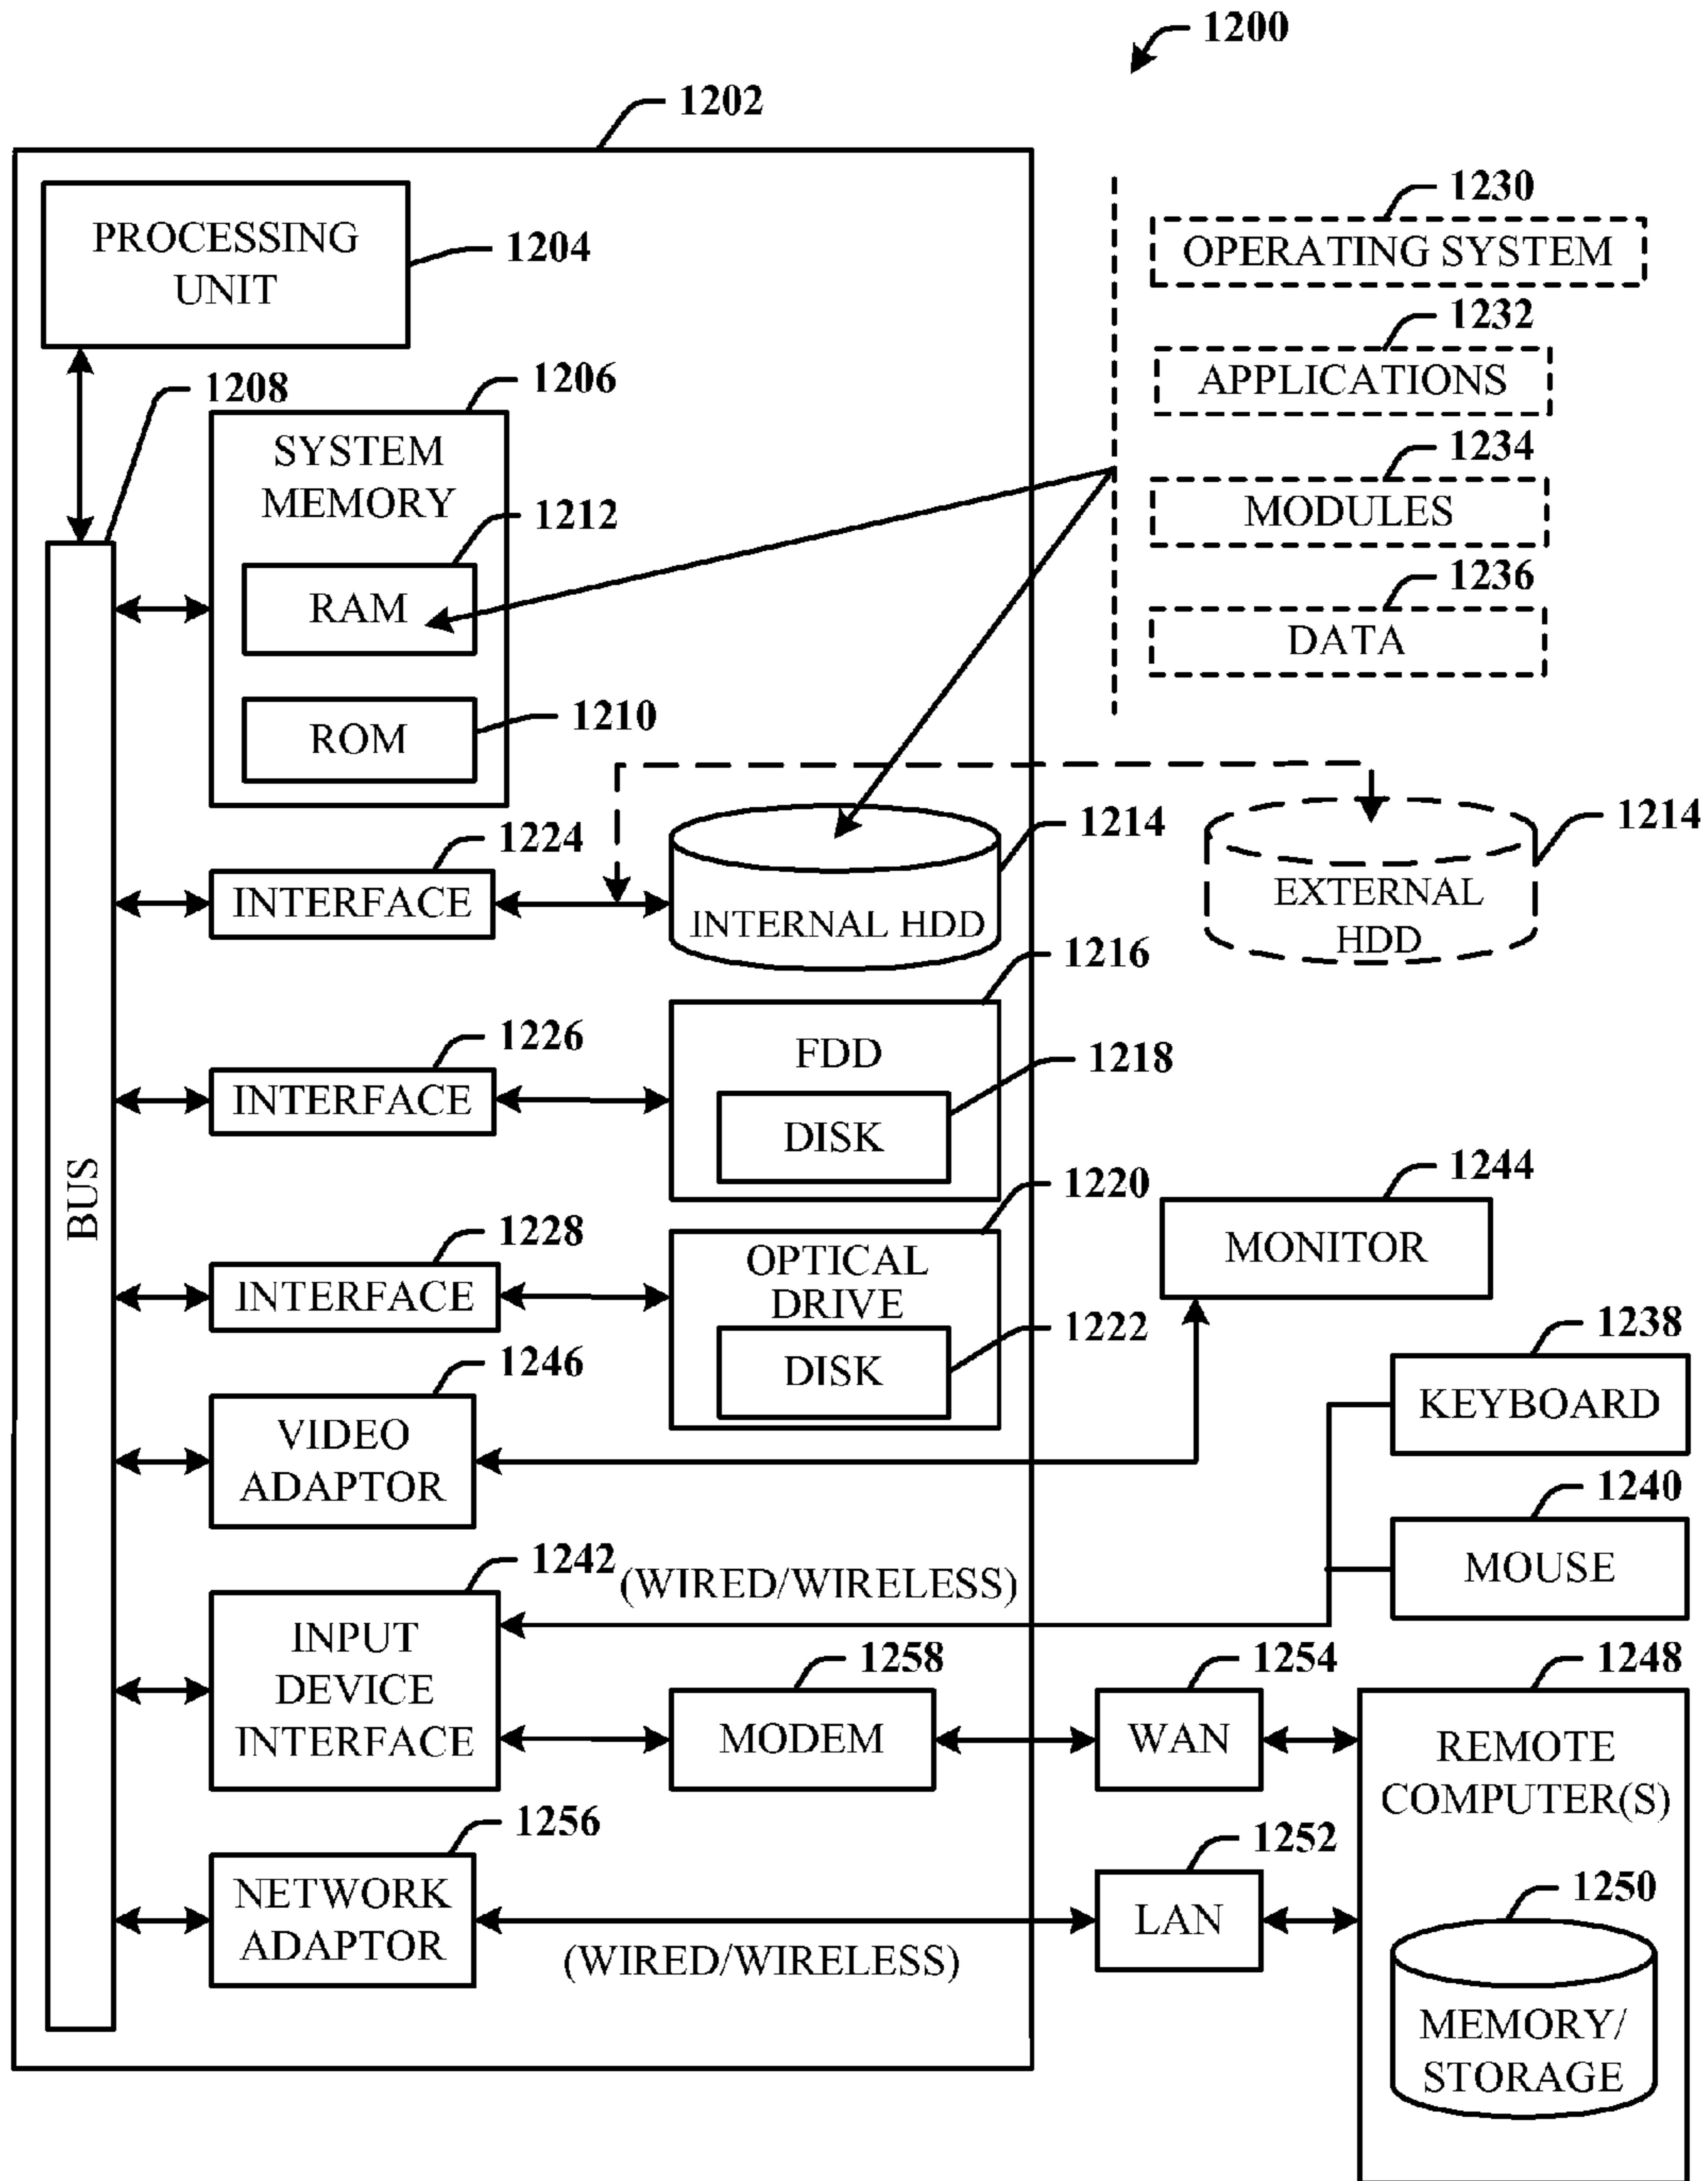 1200
1202
PROCESSING
UNIT
1204
1230
OPERATING SYSTEM
1232
APPLICATIONS
1234
MODULES
1236
DATA
1208
1206
SYSTEM
MEMORY
1212
RAM
1210
ROM
1224
INTERFACE
1214
INTERNAL HDD
1214
EXTERNAL
HDD
1216
1226
INTERFACE
FDD
1218
DISK
BUS
1220
1228
INTERFACE
OPTICAL
DRIVE
1222
DISK
1244
MONITOR
1238
KEYBOARD
1246
VIDEO
ADAPTOR
1240
MOUSE
1242
(WIRED/WIRELESS)
INPUT
DEVICE
INTERFACE
1258
MODEM
1254
WAN
1248
REMOTE
COMPUTER(S)
1256
NETWORK
ADAPTOR
(WIRED/WIRELESS)
1252
LAN
1250
MEMORY/
STORAGE